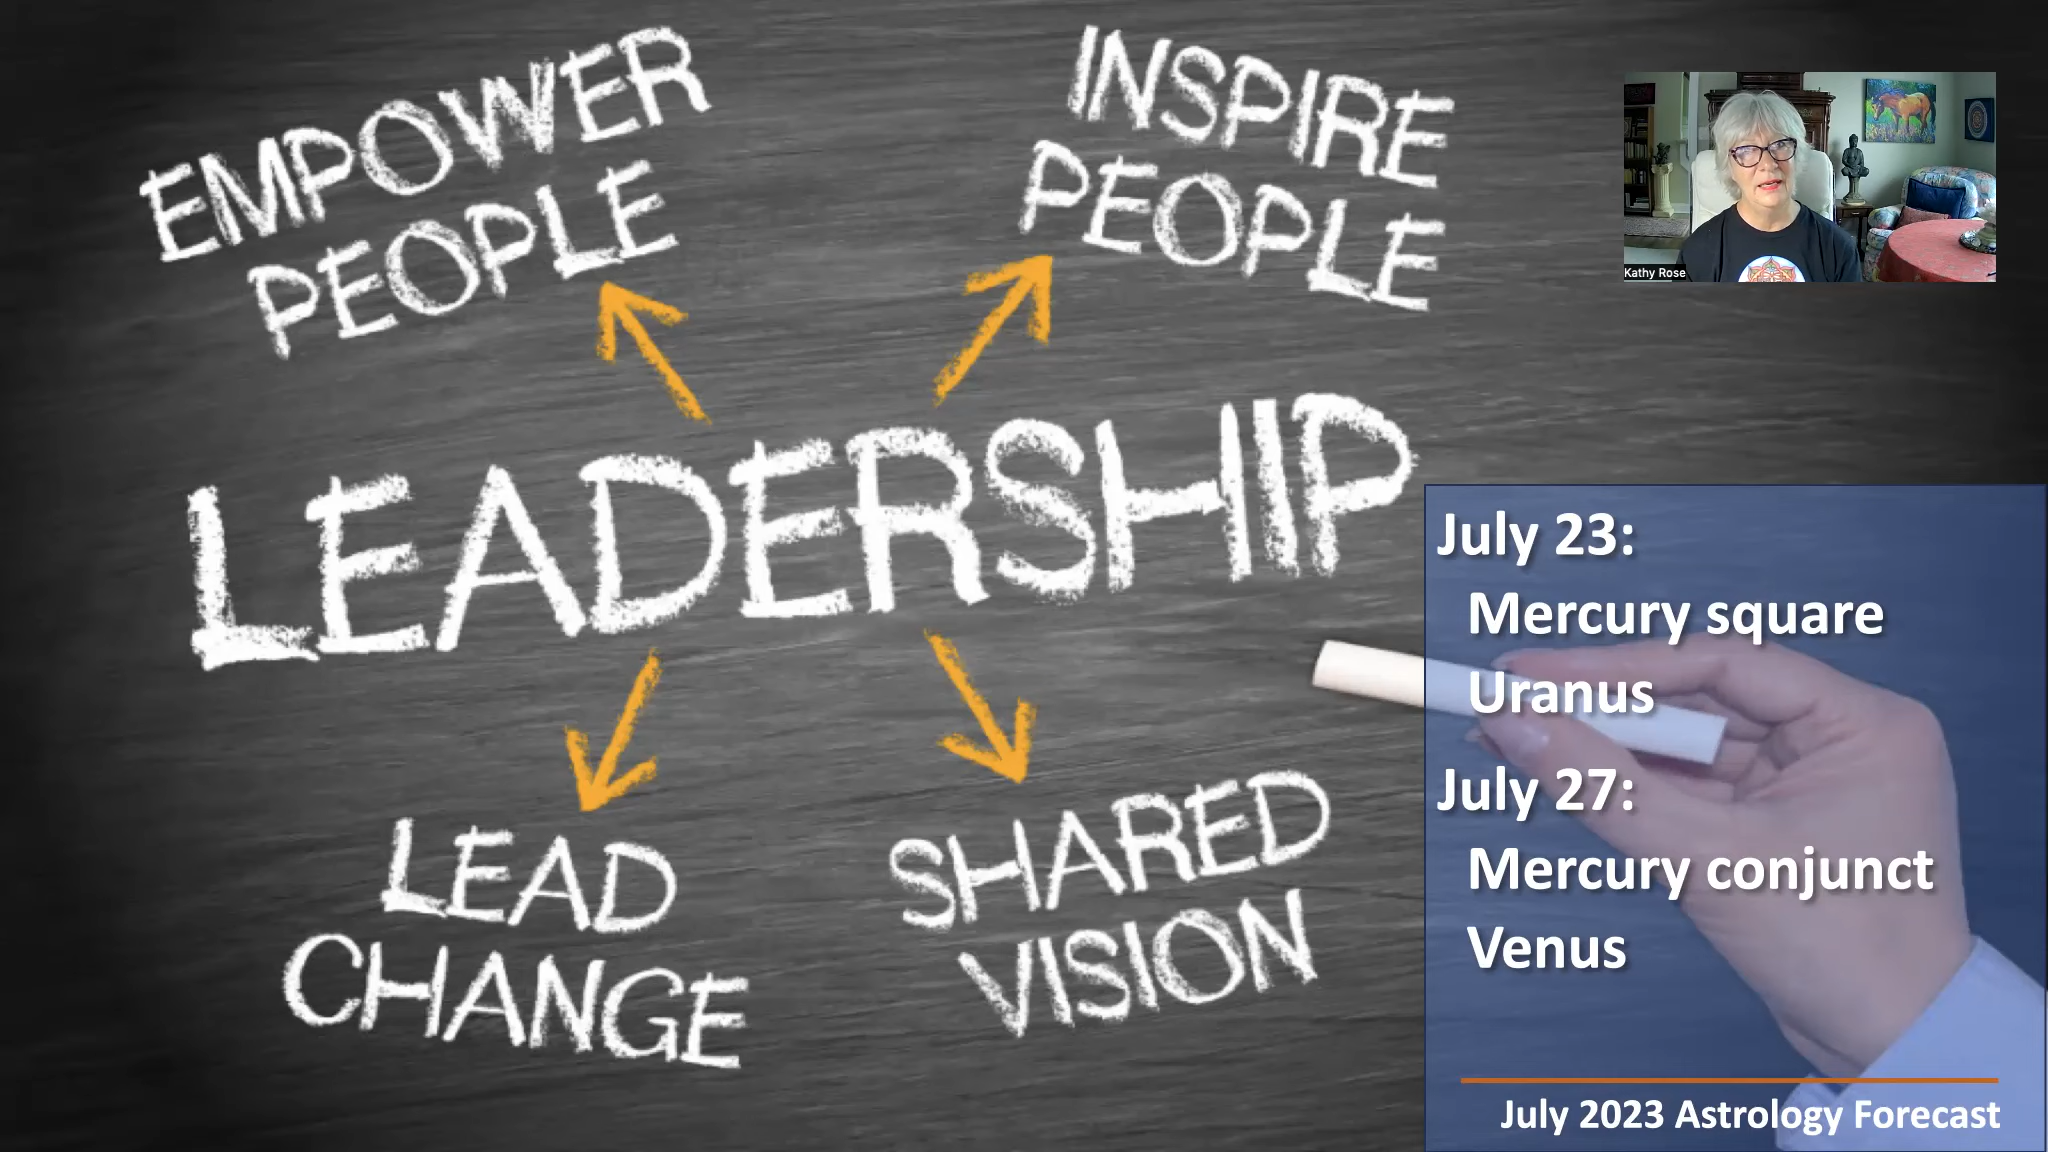 EMPOWER
PEOPLE
INSPIRE
PEOPLE
Kathy Rose
LEADERSHIP
LEAD
CHANGE
SHARED
VISION
July 23:
Mercury square
Uranus
July 27:
Mercury conjunct
Venus
July 2023 Astrology Forecast